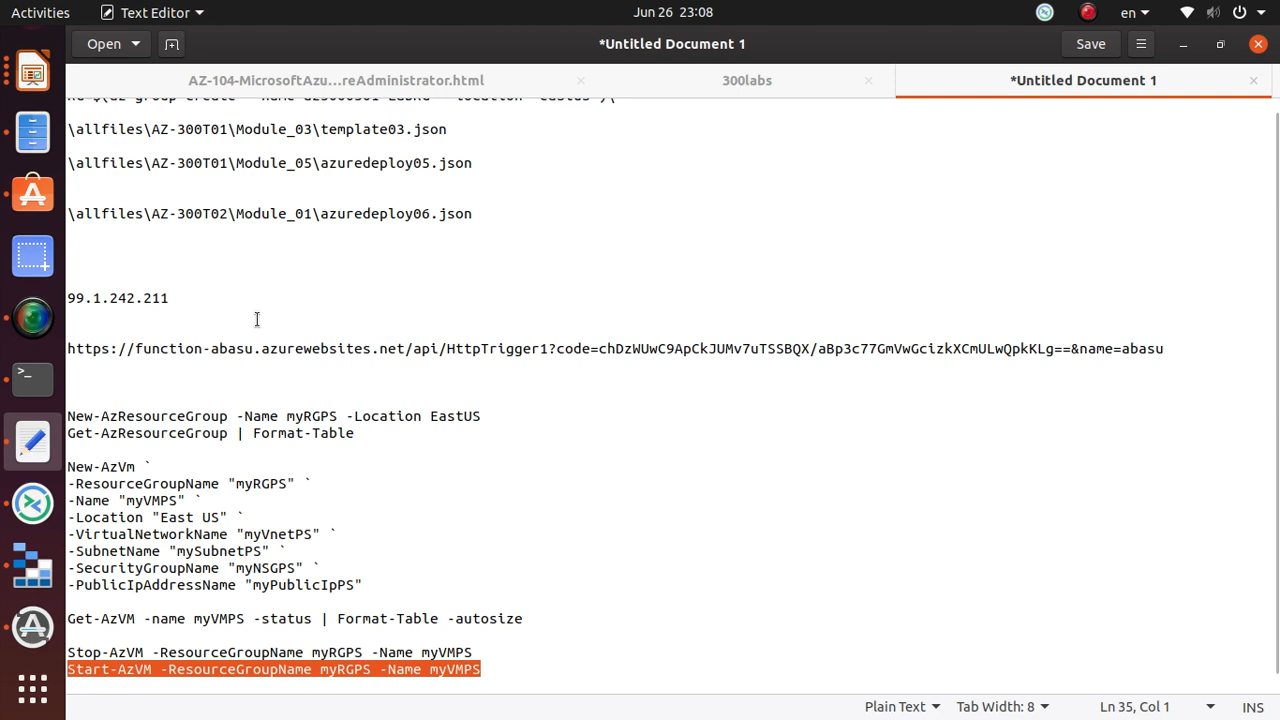 Activities Text Editor Jun 26 23:08 en
Open *Untitled Document 1 Save
AZ-104-MicrosoftAzu...reAdministrator.html 300labs *Untitled Document 1
\allfiles\AZ-300T01\Module_03\template03.json
\allfiles\AZ-300T01\Module_05\azuredeploy05.json
\allfiles\AZ-300T02\Module_01\azuredeploy06.json
99.1.242.211
https://function-abasu.azurewebsites.net/api/HttpTrigger1?code=chDzWUwC9ApCkJUMv7uTSSBQX/aBp3c77GmVwGcizkXCmULwQpkKLg==&name=abasu
New-AzResourceGroup -Name myRGPS -Location EastUS
Get-AzResourceGroup | Format-Table
New-AzVm `
-ResourceGroupName "myRGPS" `
-Name "myVMPS" `
-Location "East US" `
-VirtualNetworkName "myVnetPS" `
-SubnetName "mySubnetPS" `
-SecurityGroupName "myNSGPS" `
-PublicIpAddressName "myPublicIpPS"
Get-AzVM -name myVMPS -status | Format-Table -autosize
Stop-AzVM -ResourceGroupName myRGPS -Name myVMPS
Start-AzVM -ResourceGroupName myRGPS -Name myVMPS
Plain Text Tab Width: 8 Ln 35, Col 1 INS